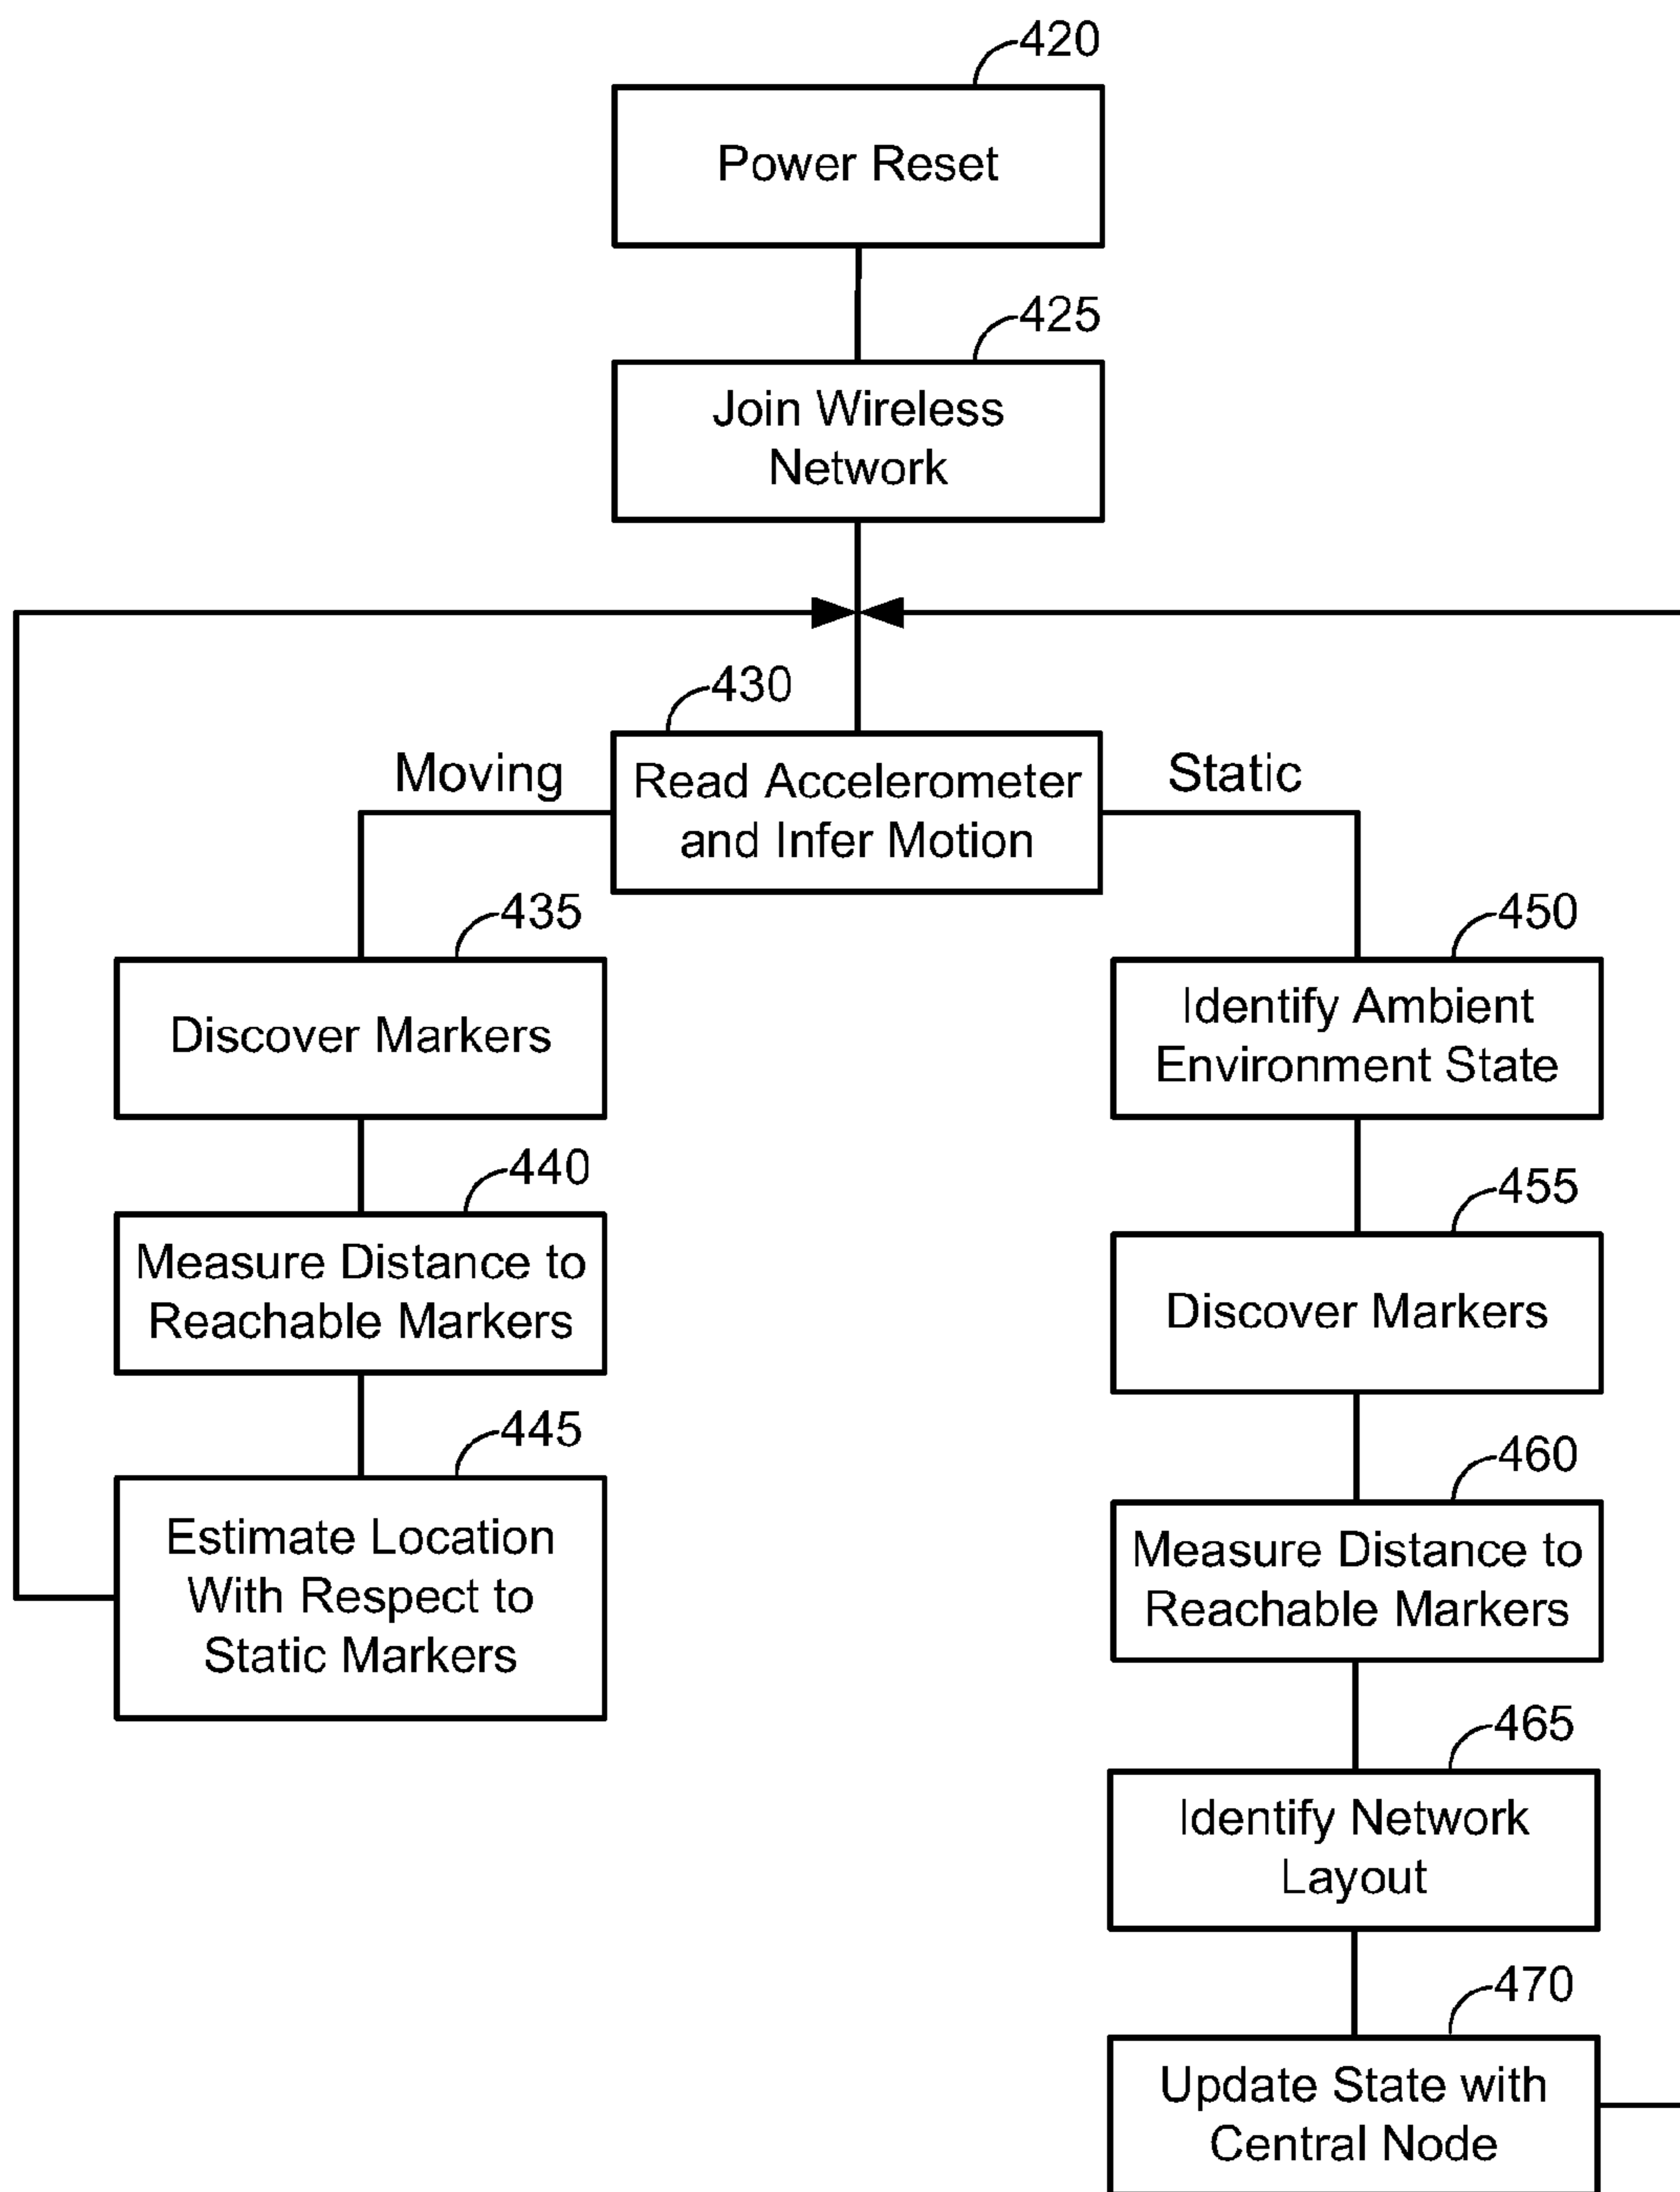 420
Power Reset
425
Join Wireless
Network
430
Read Accelerometer
and Infer Motion
Moving
Static
435
Discover Markers
440
Measure Distance to
Reachable Markers
445
Estimate Location
With Respect to
Static Markers
450
Identify Ambient
Environment State
455
Discover Markers
460
Measure Distance to
Reachable Markers
465
Identify Network
Layout
470
Update State with
Central Node